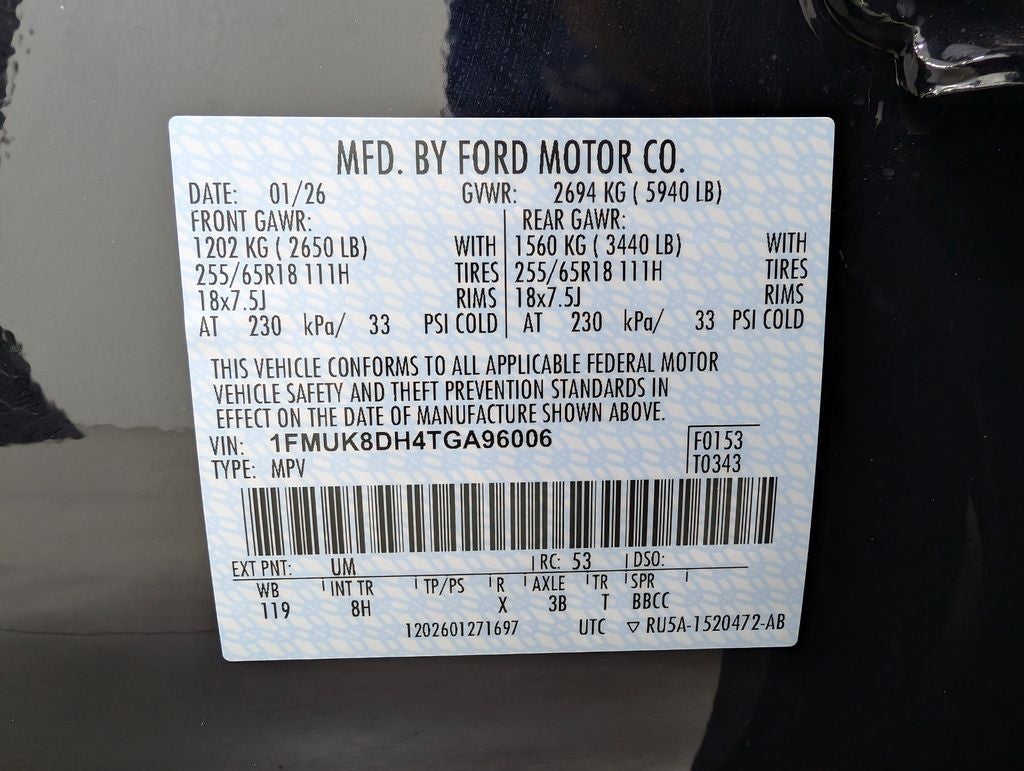 MFD. BY FORD MOTOR CO.
DATE: 01/26 GVWR: 2694 KG ( 5940 LB)
FRONT GAWR: REAR GAWR:
1202 KG ( 2650 LB) WITH 1560 KG ( 3440 LB) WITH
255/65R18 111H TIRES 255/65R18 111H TIRES
18x7.5J RIMS 18x7.5J RIMS
AT 230 kPa/ 33 PSI COLD AT 230 kPa/ 33 PSI COLD
THIS VEHICLE CONFORMS TO ALL APPLICABLE FEDERAL MOTOR
VEHICLE SAFETY AND THEFT PREVENTION STANDARDS IN
EFFECT ON THE DATE OF MANUFACTURE SHOWN ABOVE.
VIN: 1FMUK8DH4TGA96006 F0153
TYPE: MPV T0343
EXT PNT: UM RC: 53 DSO:
WB INT TR TP/PS R AXLE TR SPR
119 8H X 3B T BBCC
1202601271697 UTC ▽ RU5A-1520472-AB